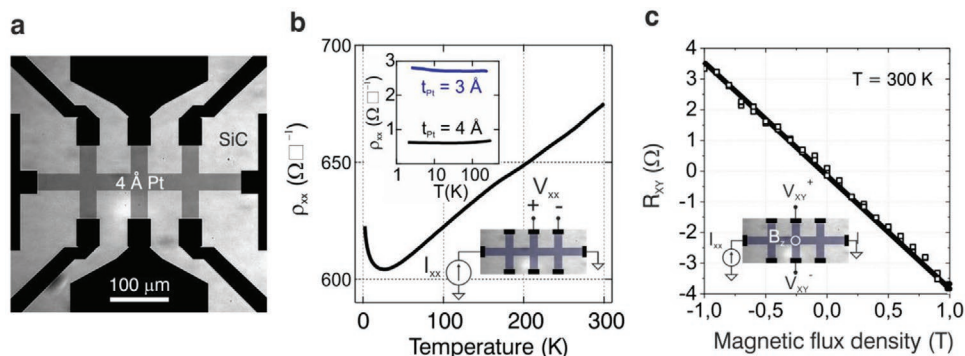 a
SiC
4 Å Pt
100 µm
b
700
650
600
ρxx (Ω□⁻¹)
0
100
200
300
Temperature (K)
3
2
1
0
ρxx (Ω□⁻¹)
tPt = 3 Å
tPt = 4 Å
T(K)
10
100
Vxx
+ -
Ixx
c
4
3
2
1
0
-1
-2
-3
-4
RXY (Ω)
T = 300 K
VXY+
Ixx
B
I
VXY-
-1,0
-0,5
0,0
0,5
1,0
Magnetic flux density (T)